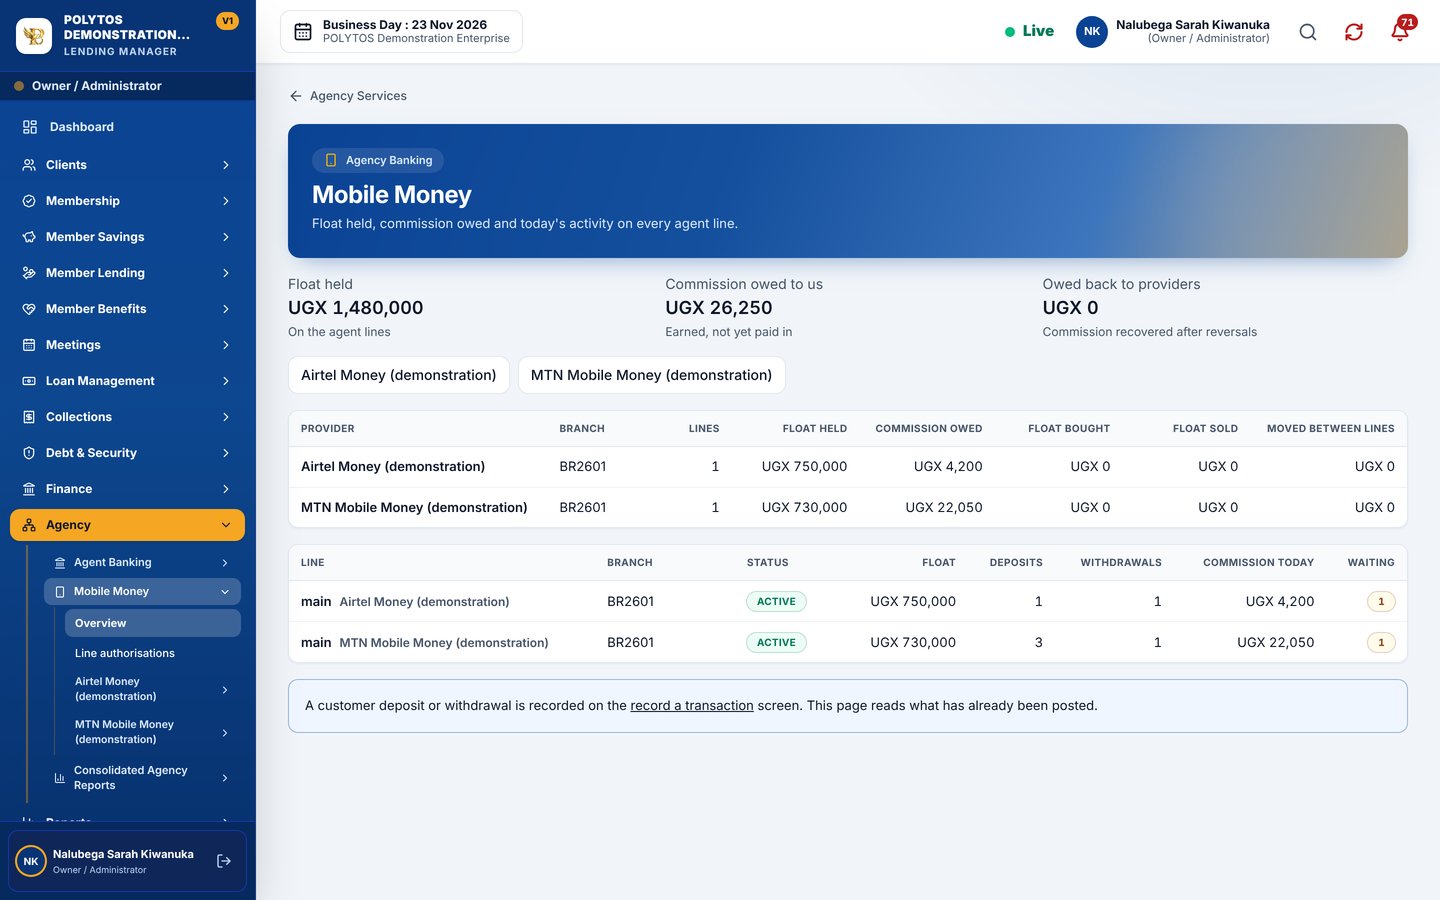 POLYTOS
DEMONSTRATION...
LENDING MANAGER
V1
Owner / Administrator
Dashboard
Clients
Membership
Member Savings
Member Lending
Member Benefits
Meetings
Loan Management
Collections
Debt & Security
Finance
Agency
Agent Banking
Mobile Money
Overview
Line authorisations
Airtel Money
(demonstration)
MTN Mobile Money
(demonstration)
Consolidated Agency
Reports
NK
Nalubega Sarah Kiwanuka
Owner / Administrator
Business Day : 23 Nov 2026
POLYTOS Demonstration Enterprise
Live
NK
Nalubega Sarah Kiwanuka
(Owner / Administrator)
71
Agency Services
Agency Banking
Mobile Money
Float held, commission owed and today's activity on every agent line.
Float held
UGX 1,480,000
On the agent lines
Commission owed to us
UGX 26,250
Earned, not yet paid in
Owed back to providers
UGX 0
Commission recovered after reversals
Airtel Money (demonstration) MTN Mobile Money (demonstration)
PROVIDER BRANCH LINES FLOAT HELD COMMISSION OWED FLOAT BOUGHT FLOAT SOLD MOVED BETWEEN LINES
Airtel Money (demonstration) BR2601 1 UGX 750,000 UGX 4,200 UGX 0 UGX 0 UGX 0
MTN Mobile Money (demonstration) BR2601 1 UGX 730,000 UGX 22,050 UGX 0 UGX 0 UGX 0
LINE BRANCH STATUS FLOAT DEPOSITS WITHDRAWALS COMMISSION TODAY WAITING
main Airtel Money (demonstration) BR2601 ACTIVE UGX 750,000 1 1 UGX 4,200 1
main MTN Mobile Money (demonstration) BR2601 ACTIVE UGX 730,000 3 1 UGX 22,050 1
A customer deposit or withdrawal is recorded on the record a transaction screen. This page reads what has already been posted.